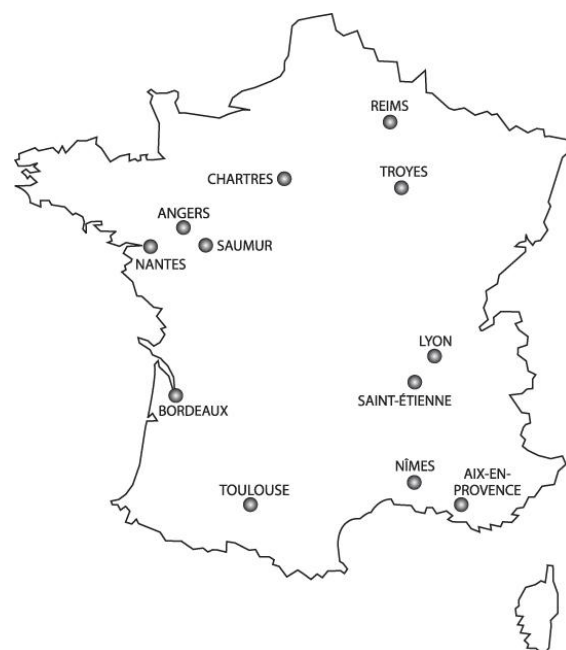 REIMS
CHARTRES
TROYES
ANGERS
SAUMUR
NANTES
LYON
SAINT-ÉTIENNE
BORDEAUX
NÎMES
AIX-EN-
PROVENCE
TOULOUSE